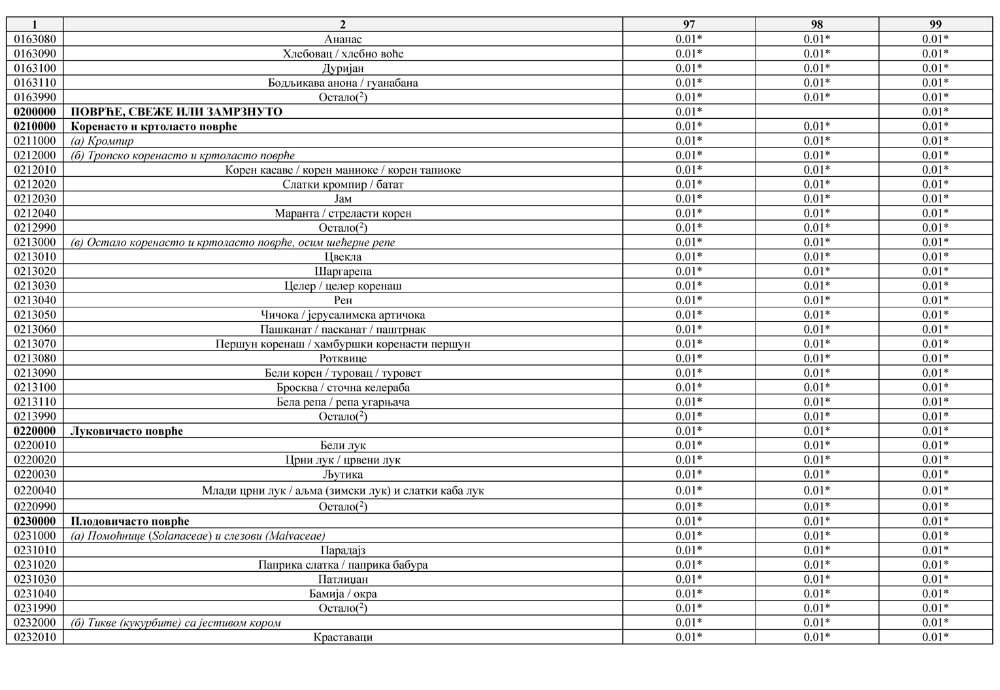 1 2 97 98 99
0163080 Ананас 0.01* 0.01* 0.01*
0163090 Хлебовац / хлебно воће 0.01* 0.01* 0.01*
0163100 Дуријан 0.01* 0.01* 0.01*
0163110 Бодљикава анона / гуанабана 0.01* 0.01* 0.01*
0163990 Остало(²) 0.01* 0.01* 0.01*
0200000 ПОВРЋЕ, СВЕЖЕ ИЛИ ЗАМРЗНУТО 0.01* 0.01*
0210000 Коренасто и кртоласто поврће 0.01* 0.01* 0.01*
0211000 (а) Кромпир 0.01* 0.01* 0.01*
0212000 (б) Тропско коренасто и кртоласто поврће 0.01* 0.01* 0.01*
0212010 Корен касаве / корен маниоке / корен тапиоке 0.01* 0.01* 0.01*
0212020 Слатки кромпир / батат 0.01* 0.01* 0.01*
0212030 Јам 0.01* 0.01* 0.01*
0212040 Маранта / стреласти корен 0.01* 0.01* 0.01*
0212990 Остало(²) 0.01* 0.01* 0.01*
0213000 (в) Остало коренасто и кртоласто поврће, осим шећерне репе 0.01* 0.01* 0.01*
0213010 Цвекла 0.01* 0.01* 0.01*
0213020 Шаргарепа 0.01* 0.01* 0.01*
0213030 Целер / целер коренаш 0.01* 0.01* 0.01*
0213040 Рен 0.01* 0.01* 0.01*
0213050 Чичока / јерусалимска артичока 0.01* 0.01* 0.01*
0213060 Пашканат / пасканат / паштрнак 0.01* 0.01* 0.01*
0213070 Першун коренаш / хамбуршки коренасти першун 0.01* 0.01* 0.01*
0213080 Ротквице 0.01* 0.01* 0.01*
0213090 Бели корен / туровац / туровет 0.01* 0.01* 0.01*
0213100 Бросква / сточна келераба 0.01* 0.01* 0.01*
0213110 Бела репа / репа угарњача 0.01* 0.01* 0.01*
0213990 Остало(²) 0.01* 0.01* 0.01*
0220000 Луковичасто поврће 0.01* 0.01* 0.01*
0220010 Бели лук 0.01* 0.01* 0.01*
0220020 Црни лук / црвени лук 0.01* 0.01* 0.01*
0220030 Љутика 0.01* 0.01* 0.01*
0220040 Млади црни лук / аљма (зимски лук) и слатки каба лук 0.01* 0.01* 0.01*
0220990 Остало(²) 0.01* 0.01* 0.01*
0230000 Плодовичасто поврће 0.01* 0.01* 0.01*
0231000 (а) Помоћнице (Solanaceae) и слезови (Malvaceae) 0.01* 0.01* 0.01*
0231010 Парадајз 0.01* 0.01* 0.01*
0231020 Паприка слатка / паприка бабура 0.01* 0.01* 0.01*
0231030 Патлиџан 0.01* 0.01* 0.01*
0231040 Бамија / окра 0.01* 0.01* 0.01*
0231990 Остало(²) 0.01* 0.01* 0.01*
0232000 (б) Тикве (кукурбите) са јестивом кором 0.01* 0.01* 0.01*
0232010 Краставаци 0.01* 0.01* 0.01*